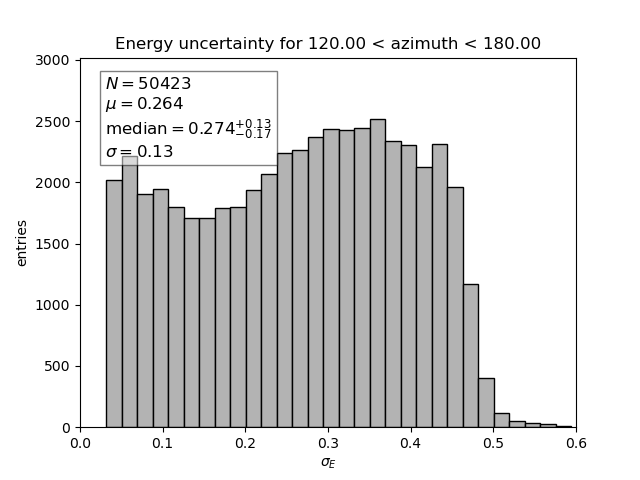 Energy uncertainty for 120.00 < azimuth < 180.00
3000
2500
2000
1500
1000
500
0
entries
N = 50423
μ = 0.264
median = 0.274 +0.13 −0.17
σ = 0.13
0.0 0.1 0.2 0.3 0.4 0.5 0.6
σE